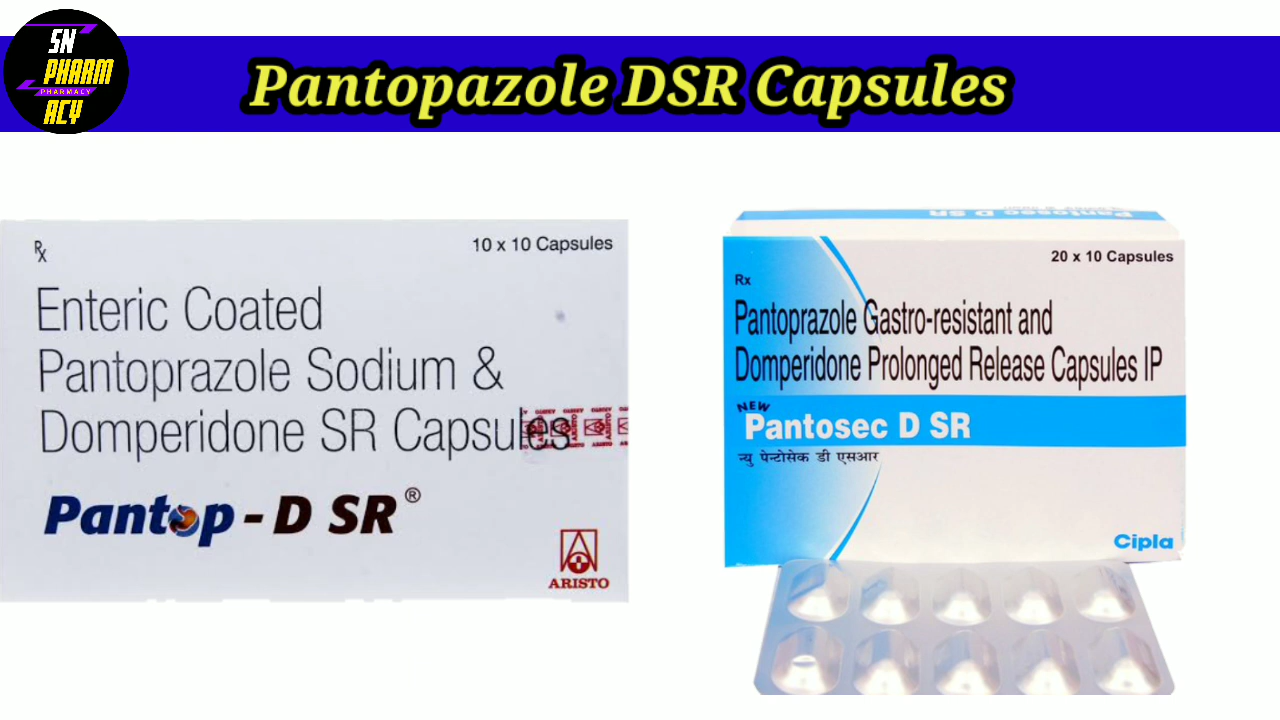 SN
PHARM
PHARMACY
ACY
Pantopazole DSR Capsules
Rx
10 x 10 Capsules
Enteric Coated
Pantoprazole Sodium &
Domperidone SR Capsules
Pantop - D SR®
ARISTO
Pantosec D SR
20 x 10 Capsules
Rx
Pantoprazole Gastro-resistant and
Domperidone Prolonged Release Capsules IP
NEW
Pantosec D SR
न्यु पेन्टोसेक डी एसआर
Cipla